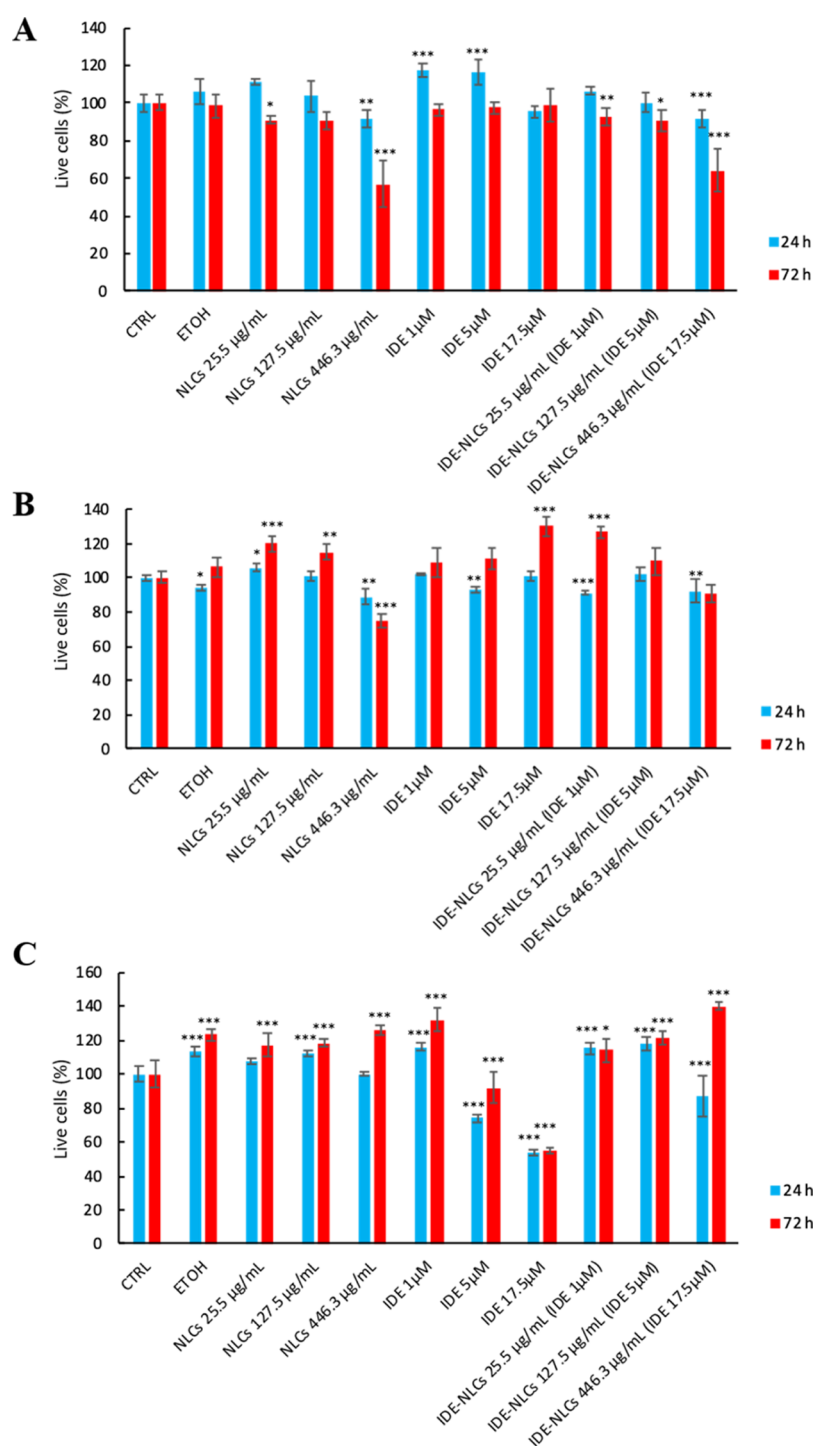 A
140
120
100
80
60
40
20
0
Live cells (%)
* ** *** *** *** ** * *** ***
24 h
72 h
CTRL
ETOH
NLCs 25.5 µg/mL
NLCs 127.5 µg/mL
NLCs 446.3 µg/mL
IDE 1µM
IDE 5µM
IDE 17.5µM
IDE-NLCs 25.5 µg/mL (IDE 1µM)
IDE-NLCs 127.5 µg/mL (IDE 5µM)
IDE-NLCs 446.3 µg/mL (IDE 17.5µM)
B
140
120
100
80
60
40
20
0
Live cells (%)
* * *** ** ** *** ** *** *** *** **
24 h
72 h
CTRL
ETOH
NLCs 25.5 µg/mL
NLCs 127.5 µg/mL
NLCs 446.3 µg/mL
IDE 1µM
IDE 5µM
IDE 17.5µM
IDE-NLCs 25.5 µg/mL (IDE 1µM)
IDE-NLCs 127.5 µg/mL (IDE 5µM)
IDE-NLCs 446.3 µg/mL (IDE 17.5µM)
C
160
140
120
100
80
60
40
20
0
Live cells (%)
*** *** *** *** *** *** *** *** *** *** *** *** *** * *** *** *** ***
24 h
72 h
CTRL
ETOH
NLCs 25.5 µg/mL
NLCs 127.5 µg/mL
NLCs 446.3 µg/mL
IDE 1µM
IDE 5µM
IDE 17.5µM
IDE-NLCs 25.5 µg/mL (IDE 1µM)
IDE-NLCs 127.5 µg/mL (IDE 5µM)
IDE-NLCs 446.3 µg/mL (IDE 17.5µM)